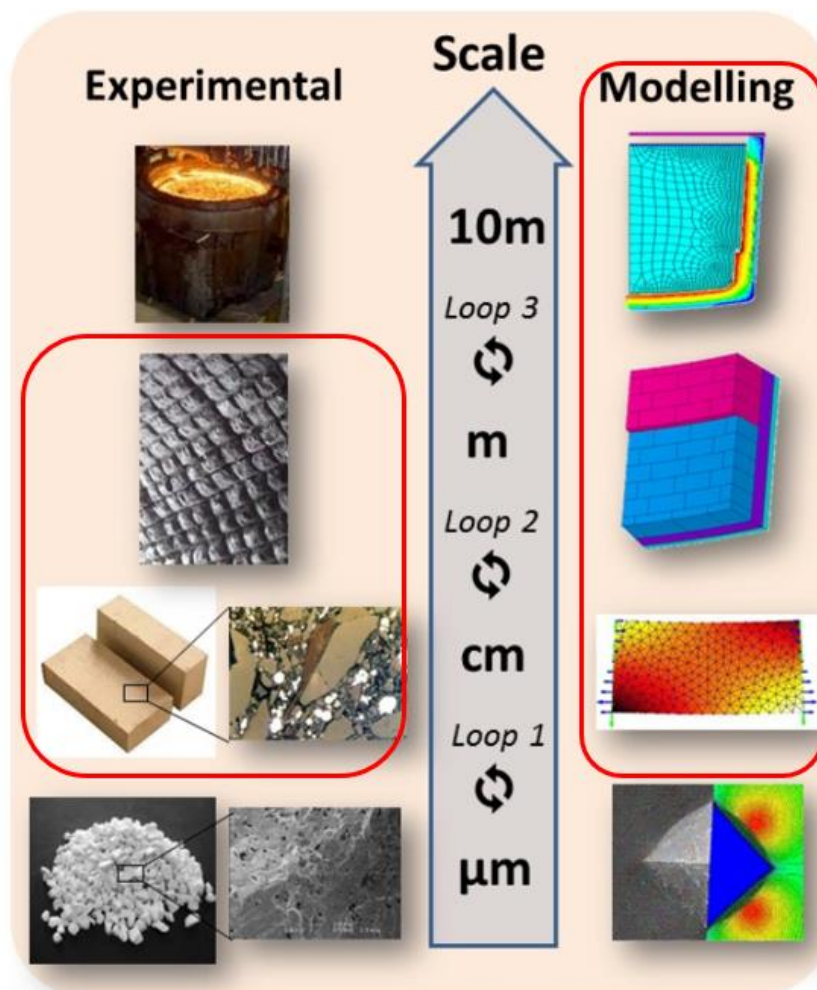 Scale
Experimental
Modelling
10m
Loop 3
m
Loop 2
cm
Loop 1
µm